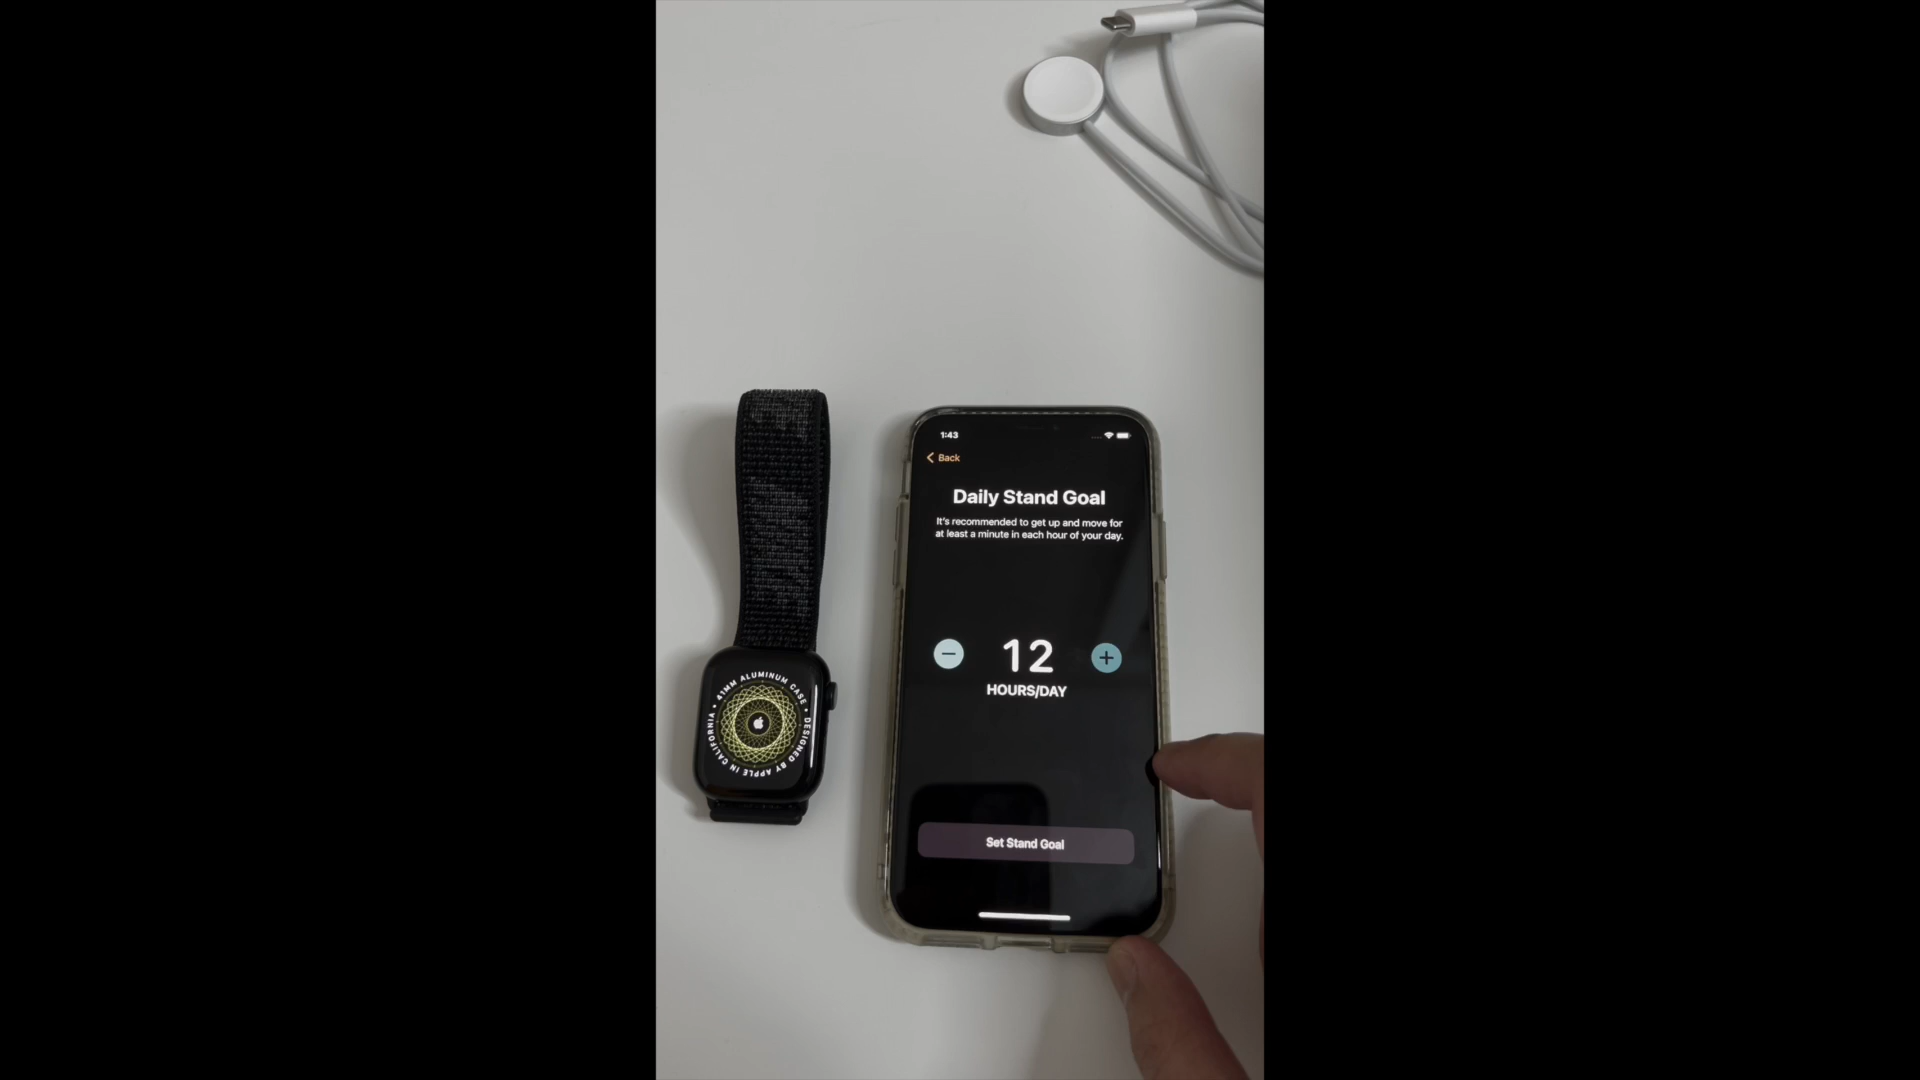 1:43
Back
Daily Stand Goal
It's recommended to get up and move for
at least a minute in each hour of your day.
12
HOURS/DAY
Set Stand Goal
41MM ALUMINUM CASE • DESIGNED BY APPLE IN CALIFORNIA •